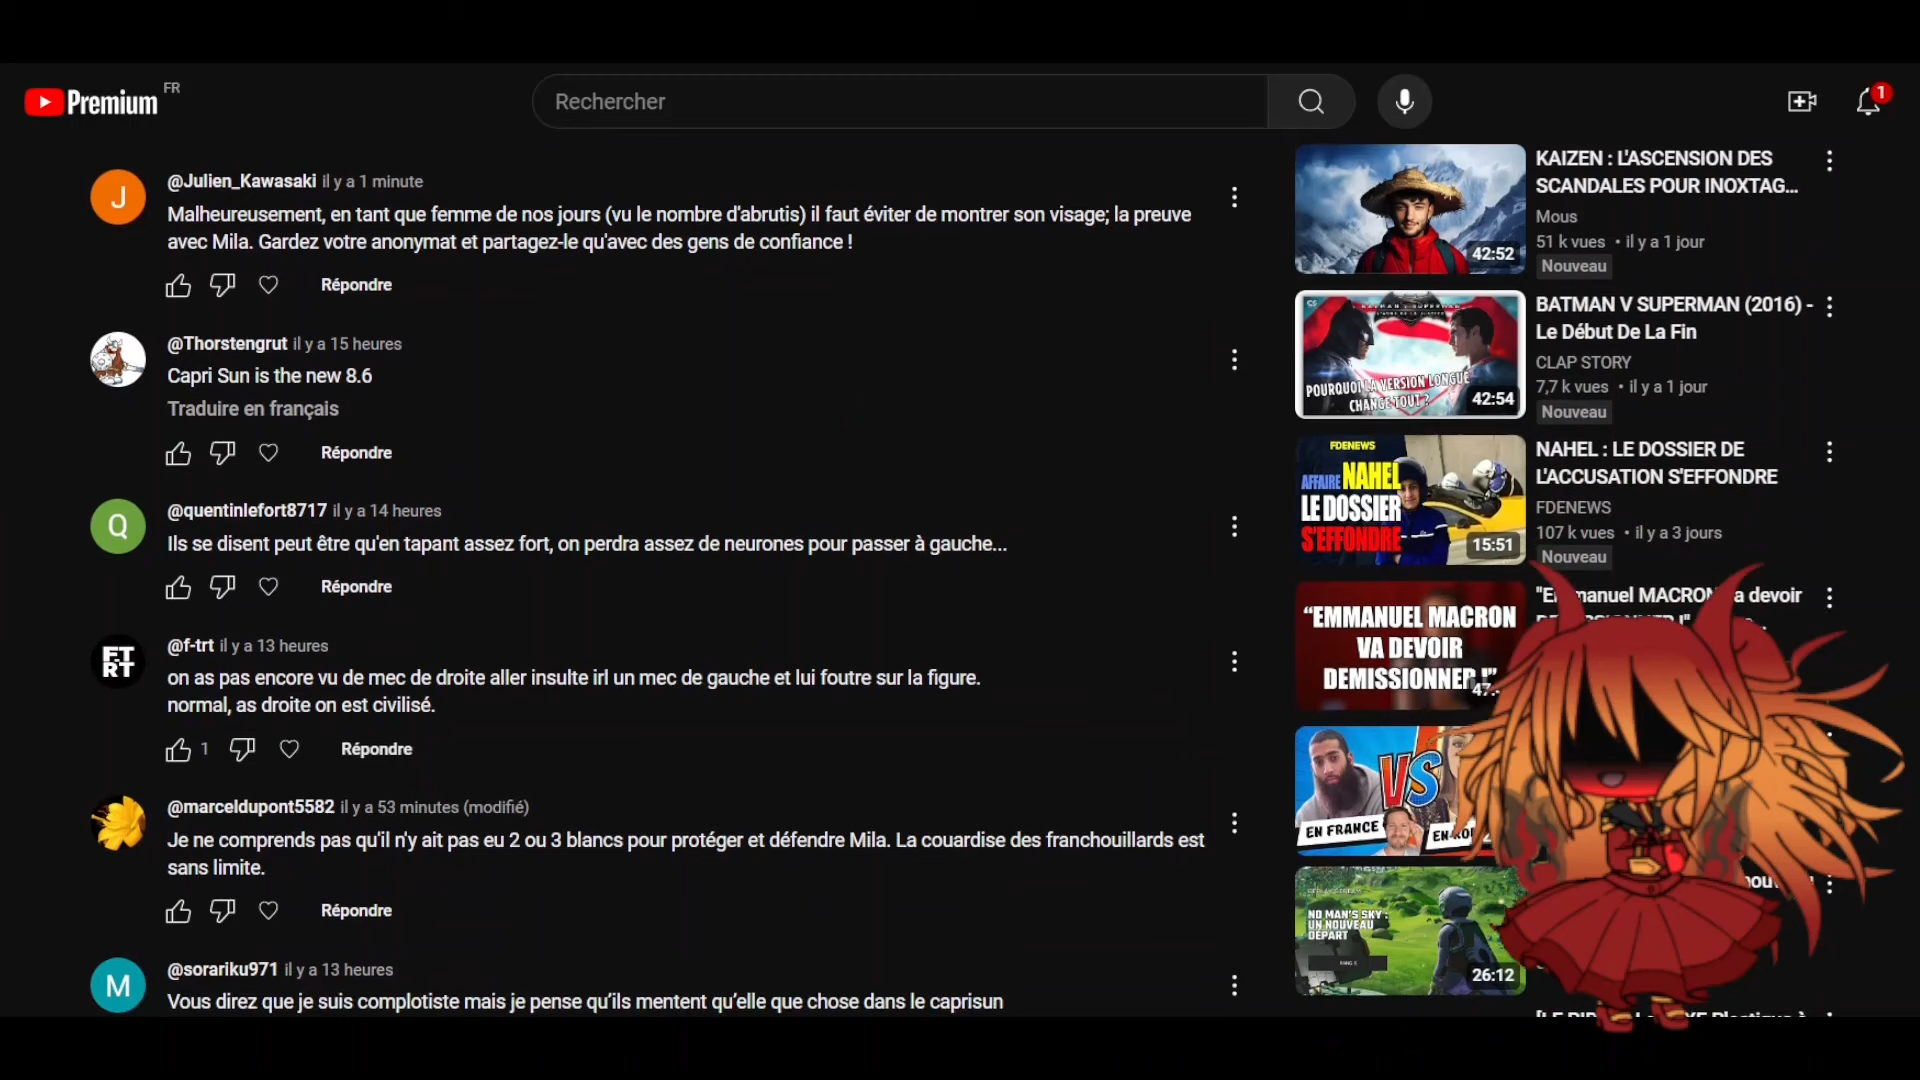 Premium FR
Rechercher
1
@Julien_Kawasaki il y a 1 minute
Malheureusement, en tant que femme de nos jours (vu le nombre d'abrutis) il faut éviter de montrer son visage; la preuve
avec Mila. Gardez votre anonymat et partagez-le qu'avec des gens de confiance !
Répondre
@Thorstengrut il y a 15 heures
Capri Sun is the new 8.6
Traduire en français
Répondre
@quentinlefort8717 il y a 14 heures
Ils se disent peut être qu'en tapant assez fort, on perdra assez de neurones pour passer à gauche...
Répondre
@f-trt il y a 13 heures
on as pas encore vu de mec de droite aller insulte irl un mec de gauche et lui foutre sur la figure.
normal, as droite on est civilisé.
1
Répondre
@marceldupont5582 il y a 53 minutes (modifié)
Je ne comprends pas qu'il n'y ait pas eu 2 ou 3 blancs pour protéger et défendre Mila. La couardise des franchouillards est
sans limite.
Répondre
@sorariku971 il y a 13 heures
Vous direz que je suis complotiste mais je pense qu'ils mentent qu'elle que chose dans le caprisun
J
Q
FT
RT
M
42:52
KAIZEN : L'ASCENSION DES
SCANDALES POUR INOXTAG...
Mous
51 k vues • il y a 1 jour
Nouveau
POURQUOI LA VERSION LONGUE
CHANGE TOUT ?
42:54
BATMAN V SUPERMAN (2016) -
Le Début De La Fin
CLAP STORY
7,7 k vues • il y a 1 jour
Nouveau
FDENEWS
AFFAIRE NAHEL
LE DOSSIER
S'EFFONDRE
15:51
NAHEL : LE DOSSIER DE
L'ACCUSATION S'EFFONDRE
FDENEWS
107 k vues • il y a 3 jours
Nouveau
“EMMANUEL MACRON
VA DEVOIR
DEMISSIONNER !”
MACRON
devoir
VS
EN FRANCE
NO MAN'S SKY :
UN NOUVEAU
DÉPART
26:12